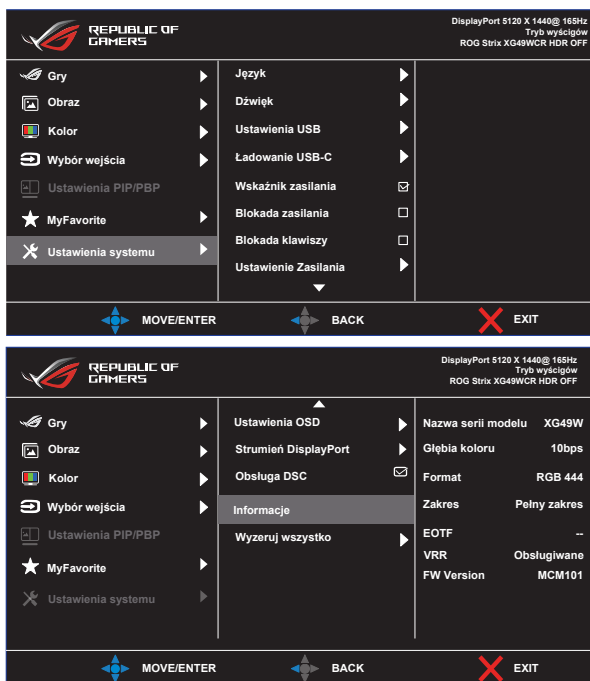 REPUBLIC OF
GAMERS
DisplayPort 5120 X 1440@ 165Hz
Tryb wyścigów
ROG Strix XG49WCR HDR OFF
Gry
Obraz
Kolor
Wybór wejścia
Ustawienia PIP/PBP
MyFavorite
Ustawienia systemu
Język
Dźwięk
Ustawienia USB
Ładowanie USB-C
Wskaźnik zasilania
Blokada zasilania
Blokada klawiszy
Ustawienie Zasilania
MOVE/ENTER
BACK
EXIT
REPUBLIC OF
GAMERS
DisplayPort 5120 X 1440@ 165Hz
Tryb wyścigów
ROG Strix XG49WCR HDR OFF
Gry
Obraz
Kolor
Wybór wejścia
Ustawienia PIP/PBP
MyFavorite
Ustawienia systemu
Ustawienia OSD
Strumień DisplayPort
Obsługa DSC
Informacje
Wyzeruj wszystko
Nazwa serii modelu XG49W
Głębia koloru 10bps
Format RGB 444
Zakres Pełny zakres
EOTF --
VRR Obsługiwane
FW Version MCM101
MOVE/ENTER
BACK
EXIT